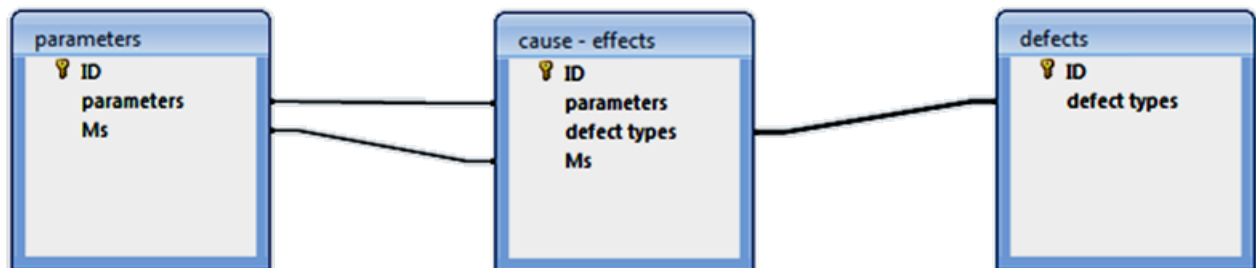 parameters
ID
parameters
Ms
cause - effects
ID
parameters
defect types
Ms
defects
ID
defect types